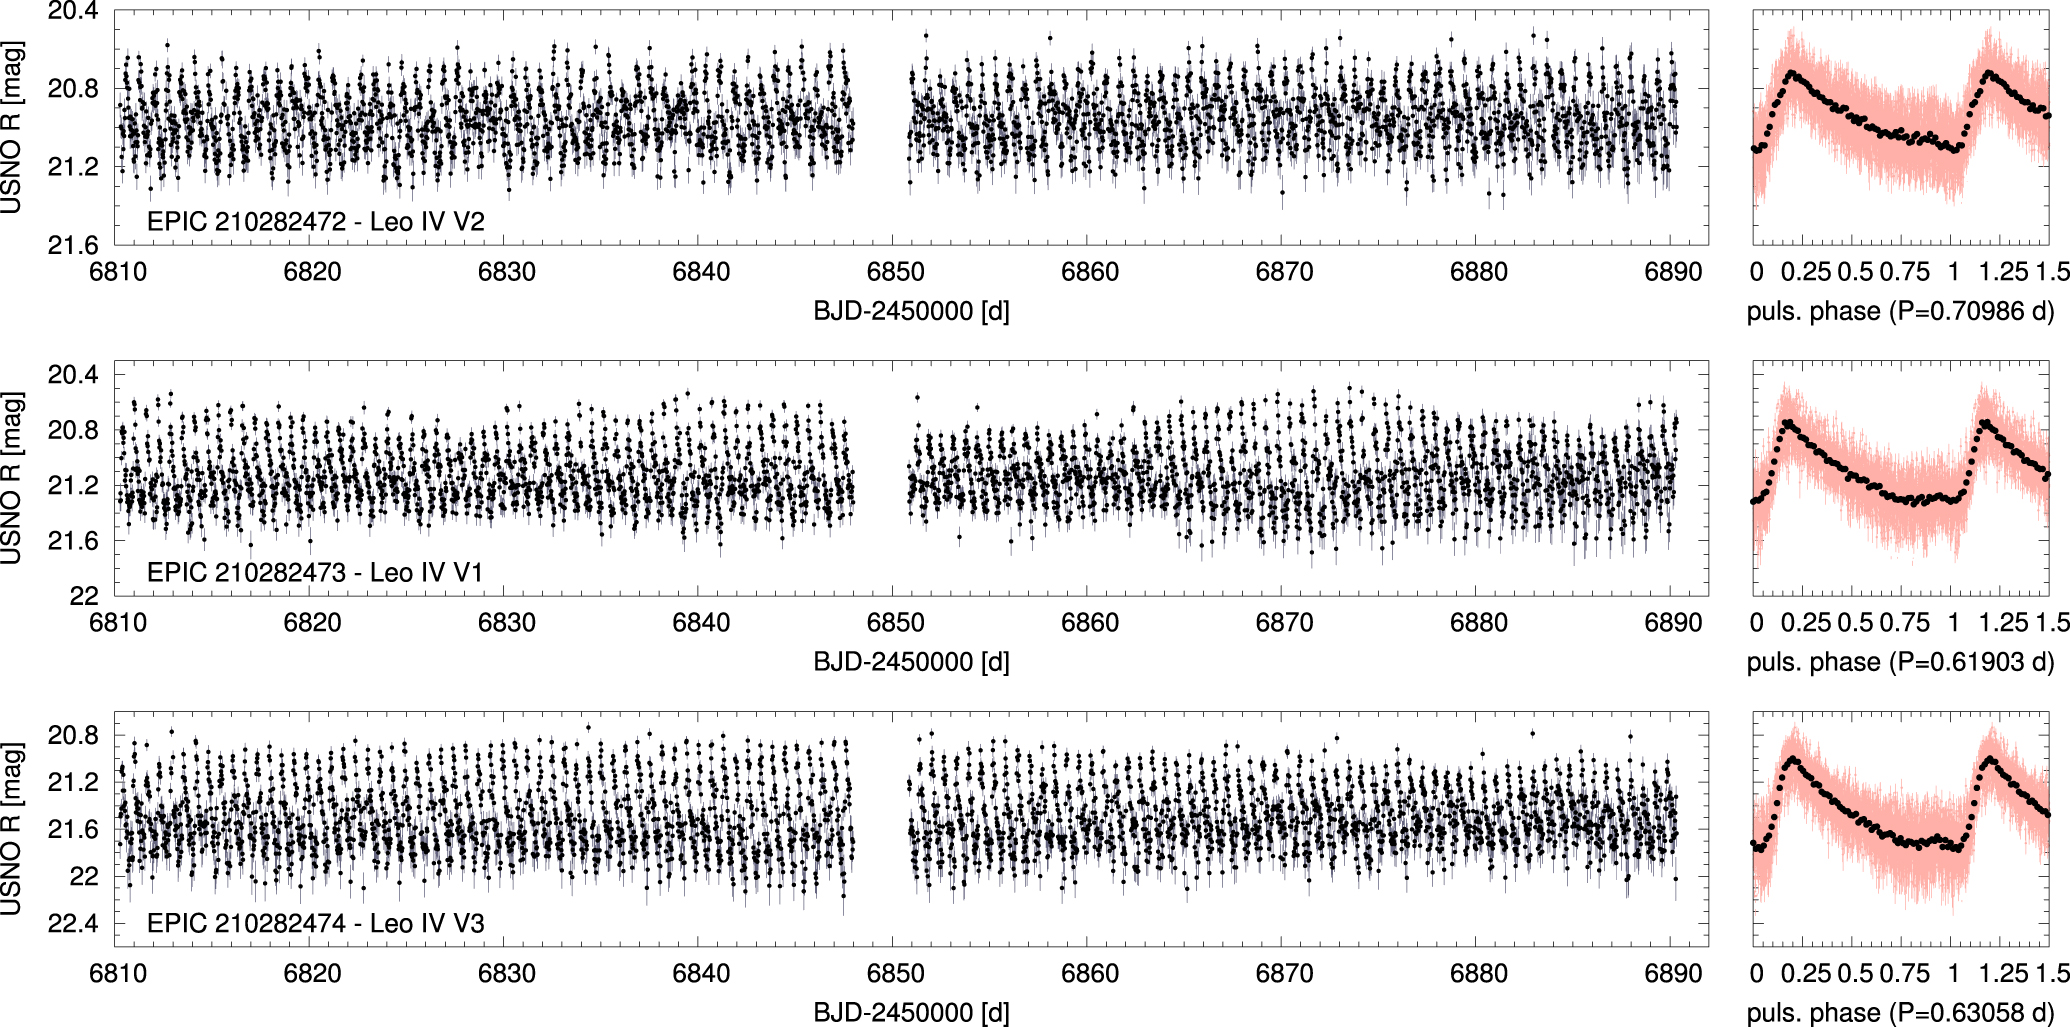 USNO R [mag]
20.4
20.8
21.2
21.6
EPIC 210282472 - Leo IV V2
6810 6820 6830 6840 6850 6860 6870 6880 6890
BJD-2450000 [d]
0 0.25 0.5 0.75 1 1.25 1.5
puls. phase (P=0.70986 d)
USNO R [mag]
20.4
20.8
21.2
21.6
22
EPIC 210282473 - Leo IV V1
6810 6820 6830 6840 6850 6860 6870 6880 6890
BJD-2450000 [d]
0 0.25 0.5 0.75 1 1.25 1.5
puls. phase (P=0.61903 d)
USNO R [mag]
20.8
21.2
21.6
22
22.4
EPIC 210282474 - Leo IV V3
6810 6820 6830 6840 6850 6860 6870 6880 6890
BJD-2450000 [d]
0 0.25 0.5 0.75 1 1.25 1.5
puls. phase (P=0.63058 d)